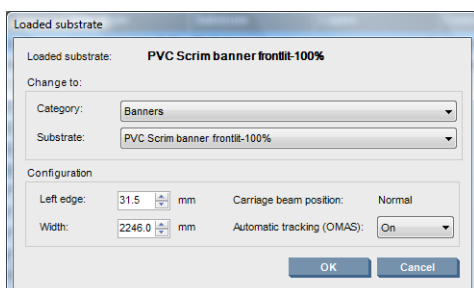 Loaded substrate
Loaded substrate: PVC Scrim banner frontlit-100%
Change to:
Category: Banners
Substrate: PVC Scrim banner frontlit-100%
Configuration
Left edge: 31.5 mm Carriage beam position: Normal
Width: 2246.0 mm Automatic tracking (OMAS): On
OK Cancel